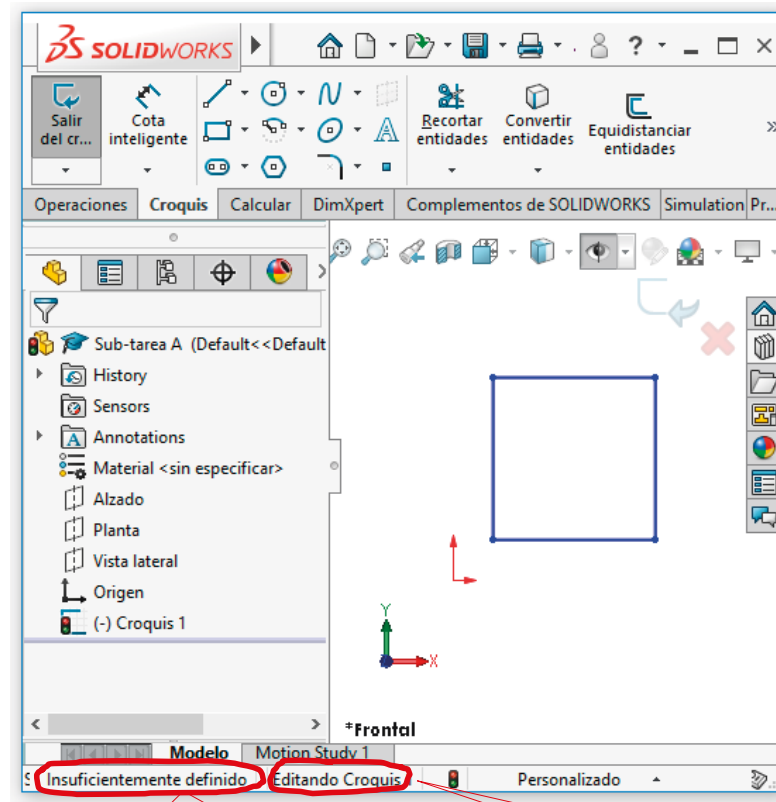 SOLIDWORKS
?
Salir
del cr...
Cota
inteligente
Recortar
entidades
Convertir
entidades
Equidistanciar
entidades
»
Operaciones Croquis Calcular DimXpert Complementos de SOLIDWORKS Simulation Pr...
Sub-tarea A (Default<<Default
History
Sensors
Annotations
Material <sin especificar>
Alzado
Planta
Vista lateral
Origen
(-) Croquis 1
Y
X
*Frontal
Modelo Motion Study 1
S Insuficientemente definido Editando Croquis1 Personalizado